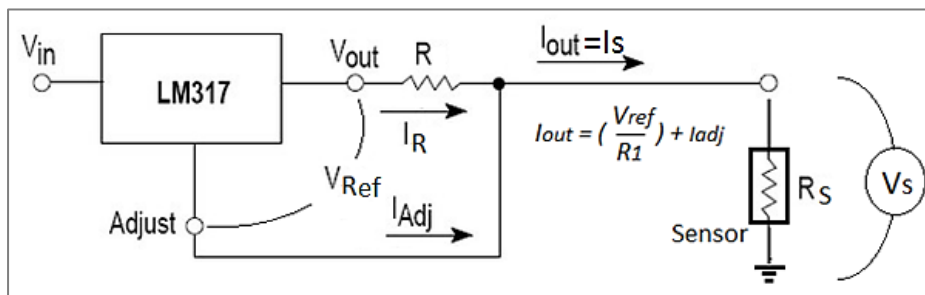 Vin
LM317
Vout
R
Iout=Is
IR
Iout = ( Vref / R1 ) + Iadj
VRef
Adjust
IAdj
Sensor
RS
Vs